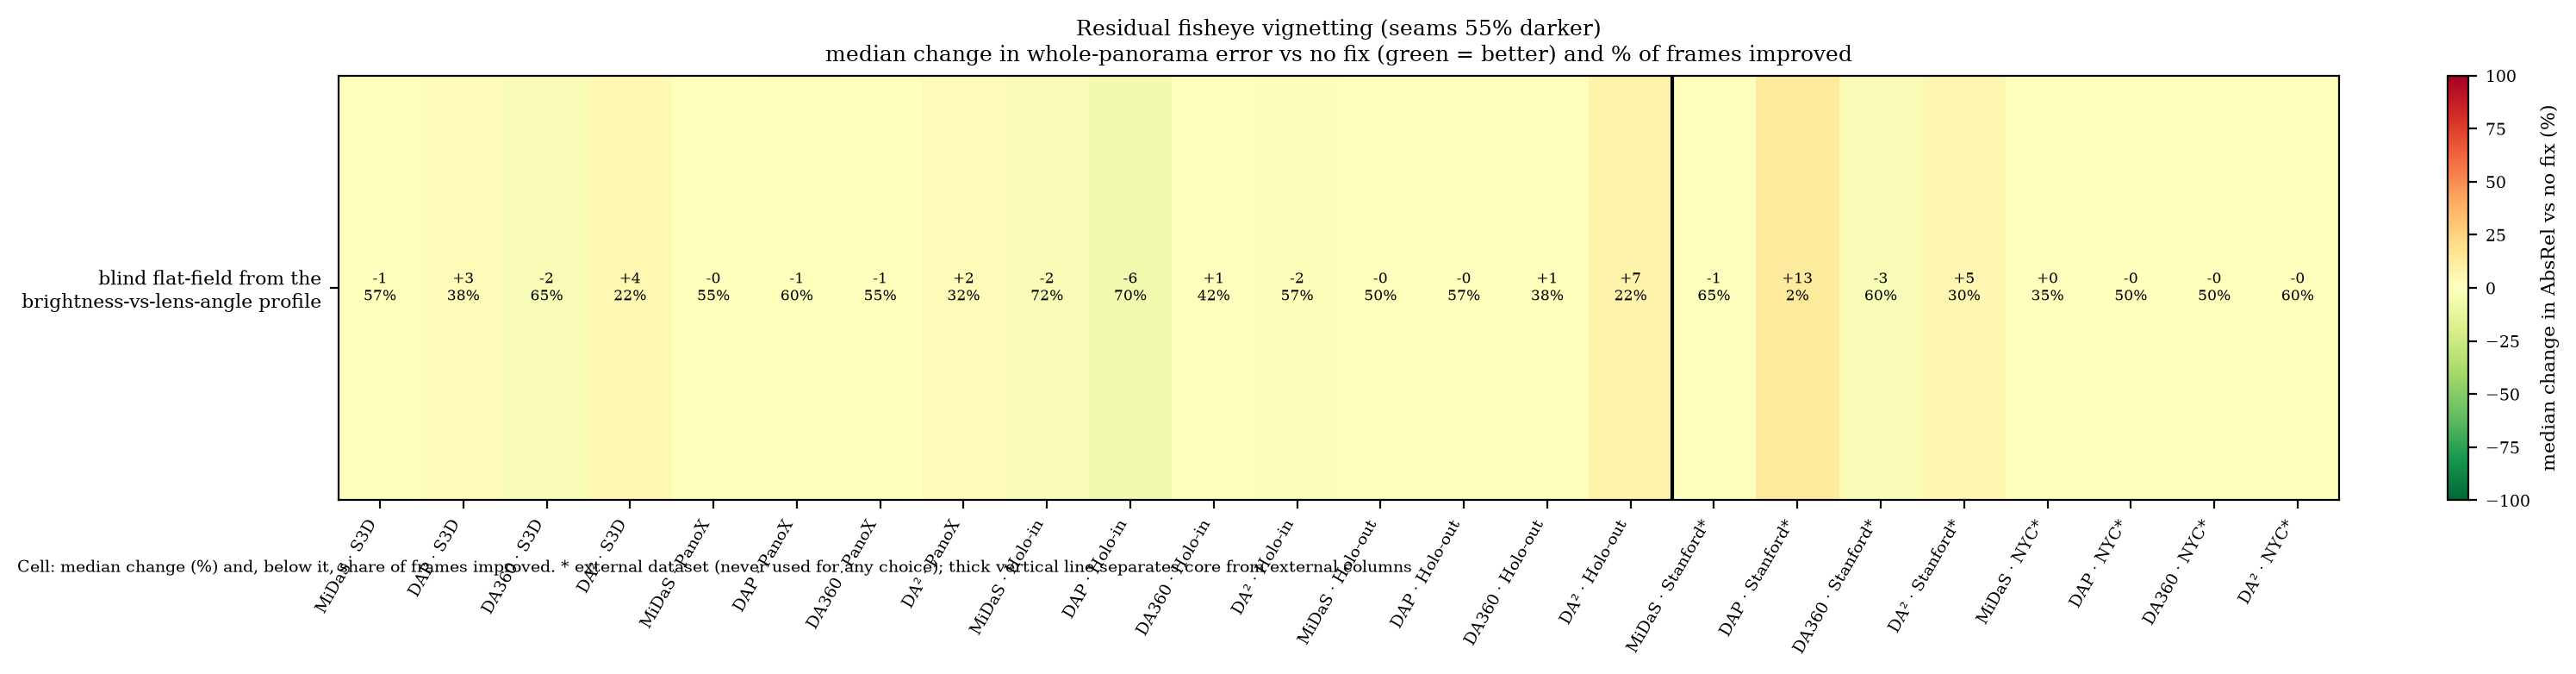 Residual fisheye vignetting (seams 55% darker)
median change in whole-panorama error vs no fix (green = better) and % of frames improved
blind flat-field from the
brightness-vs-lens-angle profile
-1 +3 -2 +4 -0 -1 -1 +2 -2 -6 +1 -2 -0 -0 +1 +7 -1 +13 -3 +5 +0 -0 -0 -0
57% 38% 65% 22% 55% 60% 55% 32% 72% 70% 42% 57% 50% 57% 38% 22% 65% 2% 60% 30% 35% 50% 50% 60%
MiDaS · S3D
DAP · S3D
DA360 · S3D
DA² · S3D
MiDaS · PanoX
DAP · PanoX
DA360 · PanoX
DA² · PanoX
MiDaS · Holo-in
DAP · Holo-in
DA360 · Holo-in
DA² · Holo-in
MiDaS · Holo-out
DAP · Holo-out
DA360 · Holo-out
DA² · Holo-out
MiDaS · Stanford*
DAP · Stanford*
DA360 · Stanford*
DA² · Stanford*
MiDaS · NYC*
DAP · NYC*
DA360 · NYC*
DA² · NYC*
Cell: median change (%) and, below it, share of frames improved. * external dataset (never used for any choice); thick vertical line separates core from external columns
100
75
50
25
0
−25
−50
−75
−100
median change in AbsRel vs no fix (%)